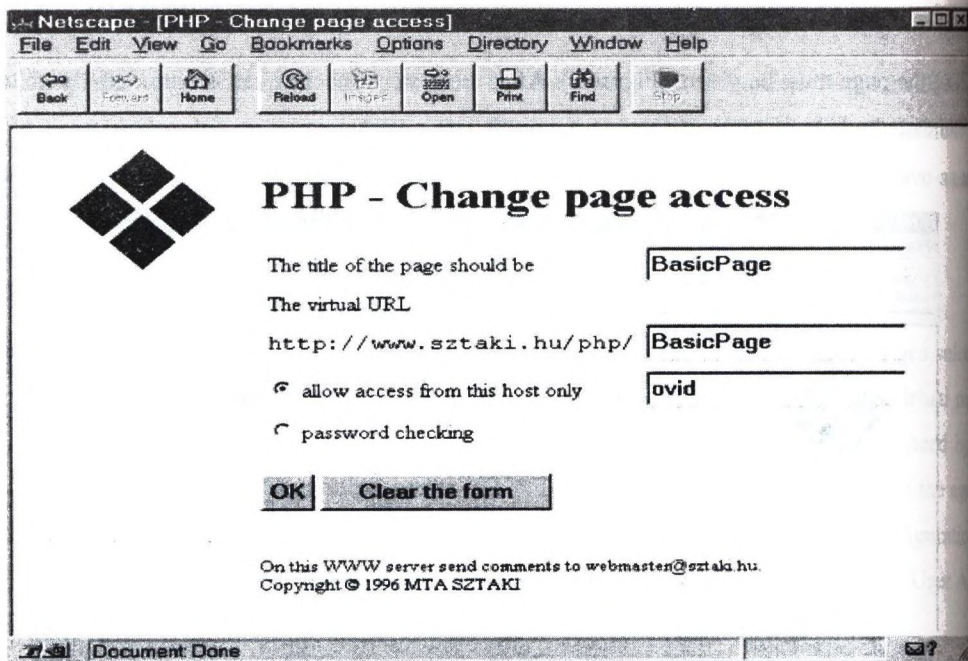 Netscape - [PHP - Change page access]
File Edit View Go Bookmarks Options Directory Window Help
Back Forward Home Reload Images Open Print Find Stop
PHP - Change page access
The title of the page should be BasicPage
The virtual URL
http://www.sztaki.hu/php/ BasicPage
allow access from this host only ovid
password checking
OK Clear the form
On this WWW server send comments to webmaster@sztaki.hu.
Copyright © 1996 MTA SZTAKI
Document: Done